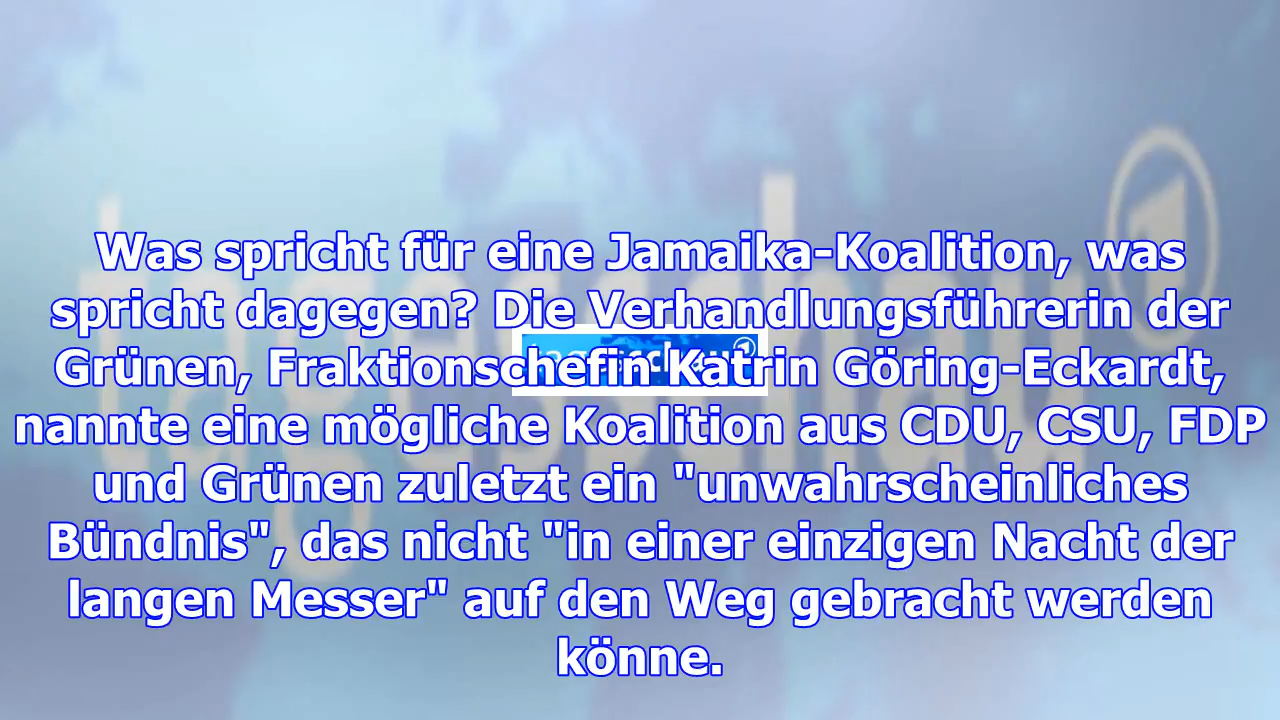 Was spricht für eine Jamaika-Koalition, was
spricht dagegen? Die Verhandlungsführerin der
Grünen, Fraktionschefin Katrin Göring-Eckardt,
nannte eine mögliche Koalition aus CDU, CSU, FDP
und Grünen zuletzt ein "unwahrscheinliches
Bündnis", das nicht "in einer einzigen Nacht der
langen Messer" auf den Weg gebracht werden
könne.
tagesschau
tagesschau